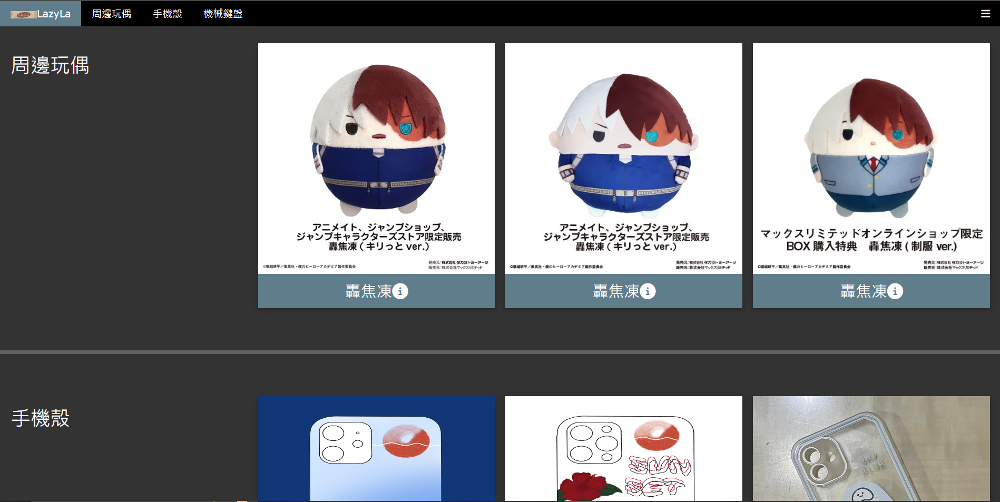 LazyLa
LazyLa
周邊玩偶
手機殼
機械鍵盤
周邊玩偶
アニメイト、ジャンプショップ、
ジャンプキャラクターズストア限定販売
轟焦凍 ( キリっと ver.)
©堀越耕平／集英社・僕のヒーローアカデミア製作委員会
発売元：株式会社 タカラトミーアーツ
販売元：株式会社マックスリミテッド
轟焦凍
アニメイト、ジャンプショップ、
ジャンプキャラクターズストア限定販売
轟焦凍 ( キリっと ver.)
©堀越耕平／集英社・僕のヒーローアカデミア製作委員会
発売元：株式会社 タカラトミーアーツ
販売元：株式会社マックスリミテッド
轟焦凍
マックスリミテッドオンラインショップ限定
BOX 購入特典　轟焦凍 ( 制服 ver.)
©堀越耕平／集英社・僕のヒーローアカデミア製作委員会
発売元：株式会社 タカラトミーアーツ
販売元：株式会社マックスリミテッド
轟焦凍
手機殼
SUN
SET
SKY
BLUE